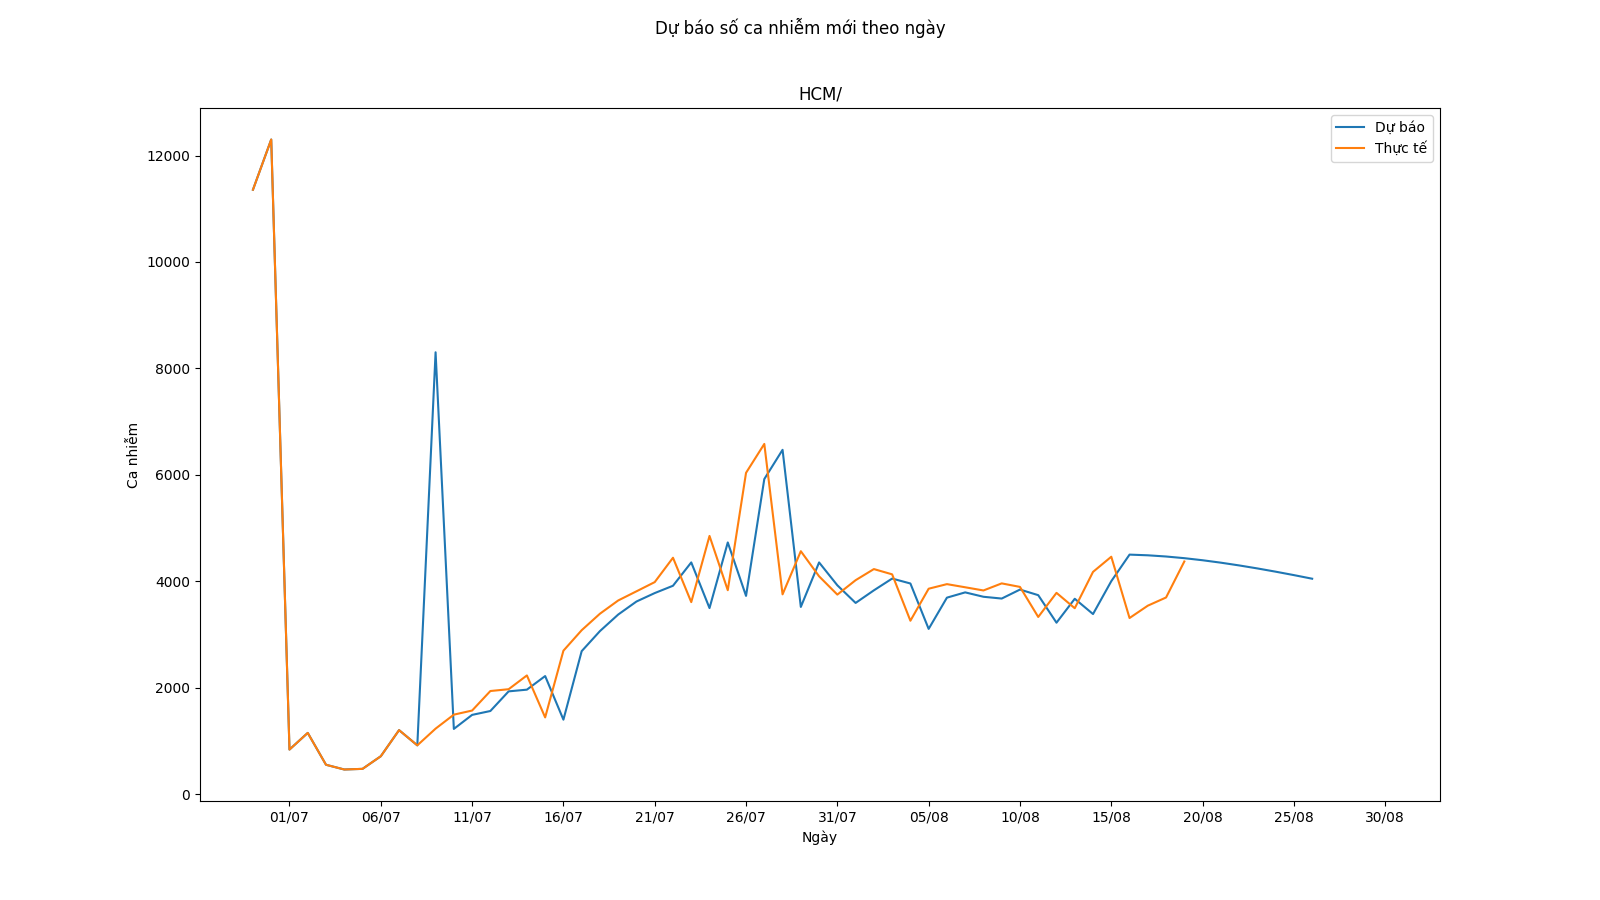 Dự báo số ca nhiễm mới theo ngày
HCM/
Dự báo
Thực tế
12000
10000
8000
6000
4000
2000
0
Ca nhiễm
01/07 06/07 11/07 16/07 21/07 26/07 31/07 05/08 10/08 15/08 20/08 25/08 30/08
Ngày